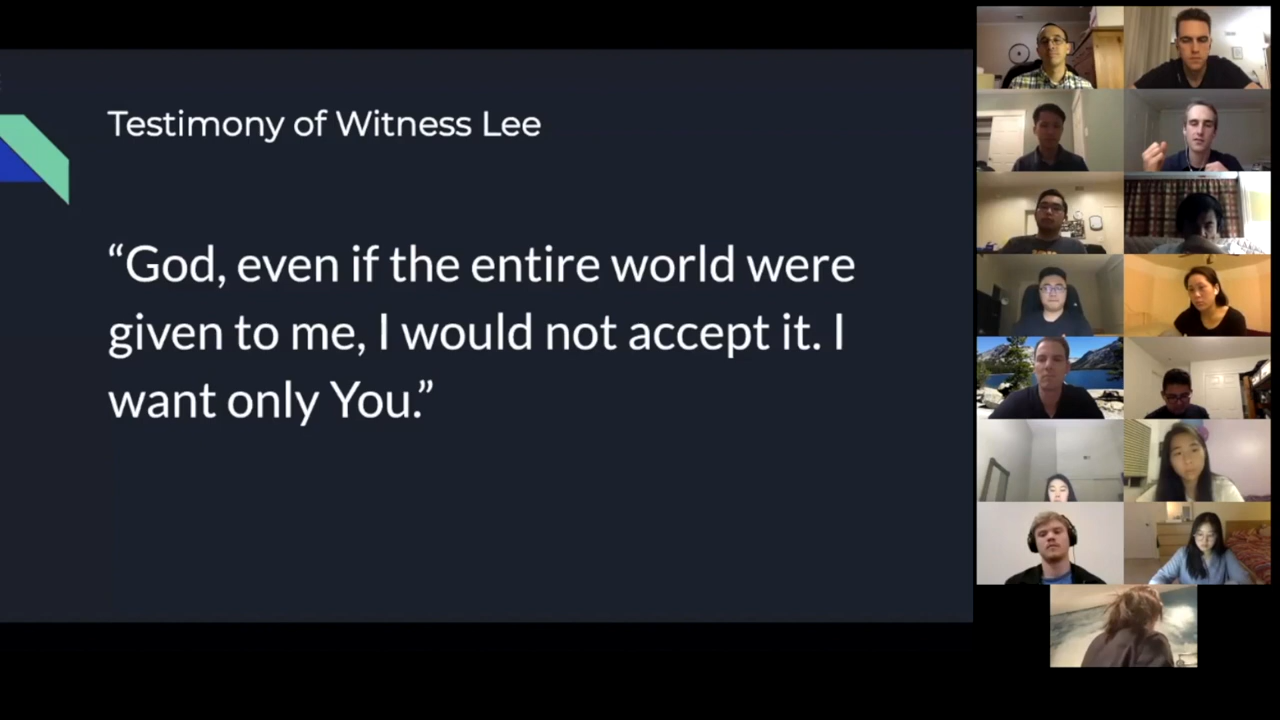 Testimony of Witness Lee
“God, even if the entire world were
given to me, I would not accept it. I
want only You.”